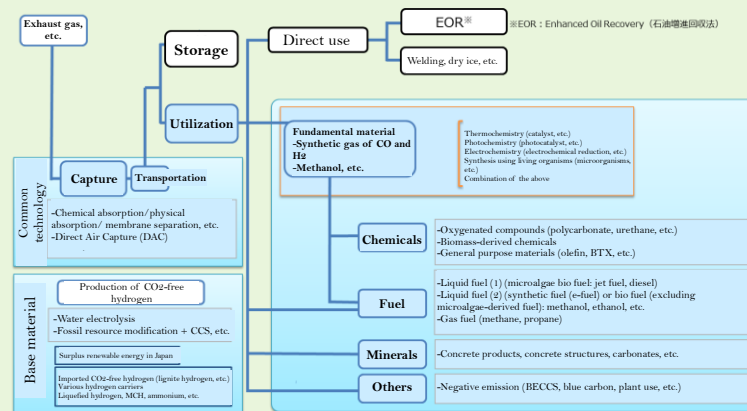 Exhaust gas,
etc.
Storage
Direct use
EOR※
※EOR：Enhanced Oil Recovery（石油増進回収法）
Welding, dry ice, etc.
Utilization
Fundamental material
-Synthetic gas of CO and
H2
-Methanol, etc.
Thermochemistry (catalyst, etc.)
Photochemistry (photocatalyst, etc.)
Electrochemistry (electrochemical reduction, etc.)
Synthesis using living organisms (microorganisms,
etc.)
Combination of the above
Common
technology
Capture
Transportation
-Chemical absorption/physical
absorption/ membrane separation, etc.
-Direct Air Capture (DAC)
Chemicals
-Oxygenated compounds (polycarbonate, urethane, etc.)
-Biomass-derived chemicals
-General purpose materials (olefin, BTX, etc.)
Base material
Production of CO2-free
hydrogen
-Water electrolysis
-Fossil resource modification + CCS, etc.
Surplus renewable energy in Japan
Imported CO2-free hydrogen (lignite hydrogen, etc.)
Various hydrogen carriers
Liquefied hydrogen, MCH, ammonium, etc.
Fuel
-Liquid fuel (1) (microalgae bio fuel: jet fuel, diesel)
-Liquid fuel (2) (synthetic fuel (e-fuel) or bio fuel (excluding
microalgae-derived fuel): methanol, ethanol, etc.
-Gas fuel (methane, propane)
Minerals
-Concrete products, concrete structures, carbonates, etc.
Others
-Negative emission (BECCS, blue carbon, plant use, etc.)